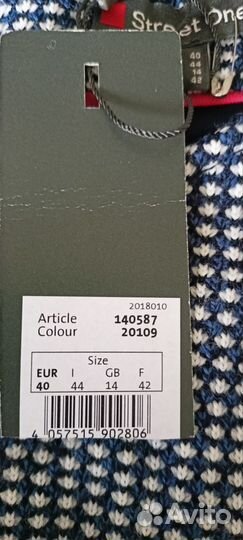 Street One
40
44
14
42
2018010
Article 140587
Colour 20109
Size
EUR I GB F
40 44 14 42
4 057515 902806
Avito